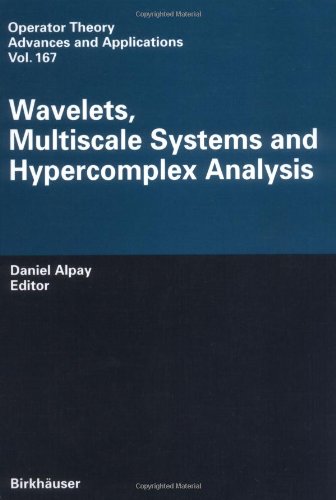 Operator Theory
Advances and Applications
Vol. 167
Wavelets,
Multiscale Systems and
Hypercomplex Analysis
Daniel Alpay
Editor
Birkhäuser